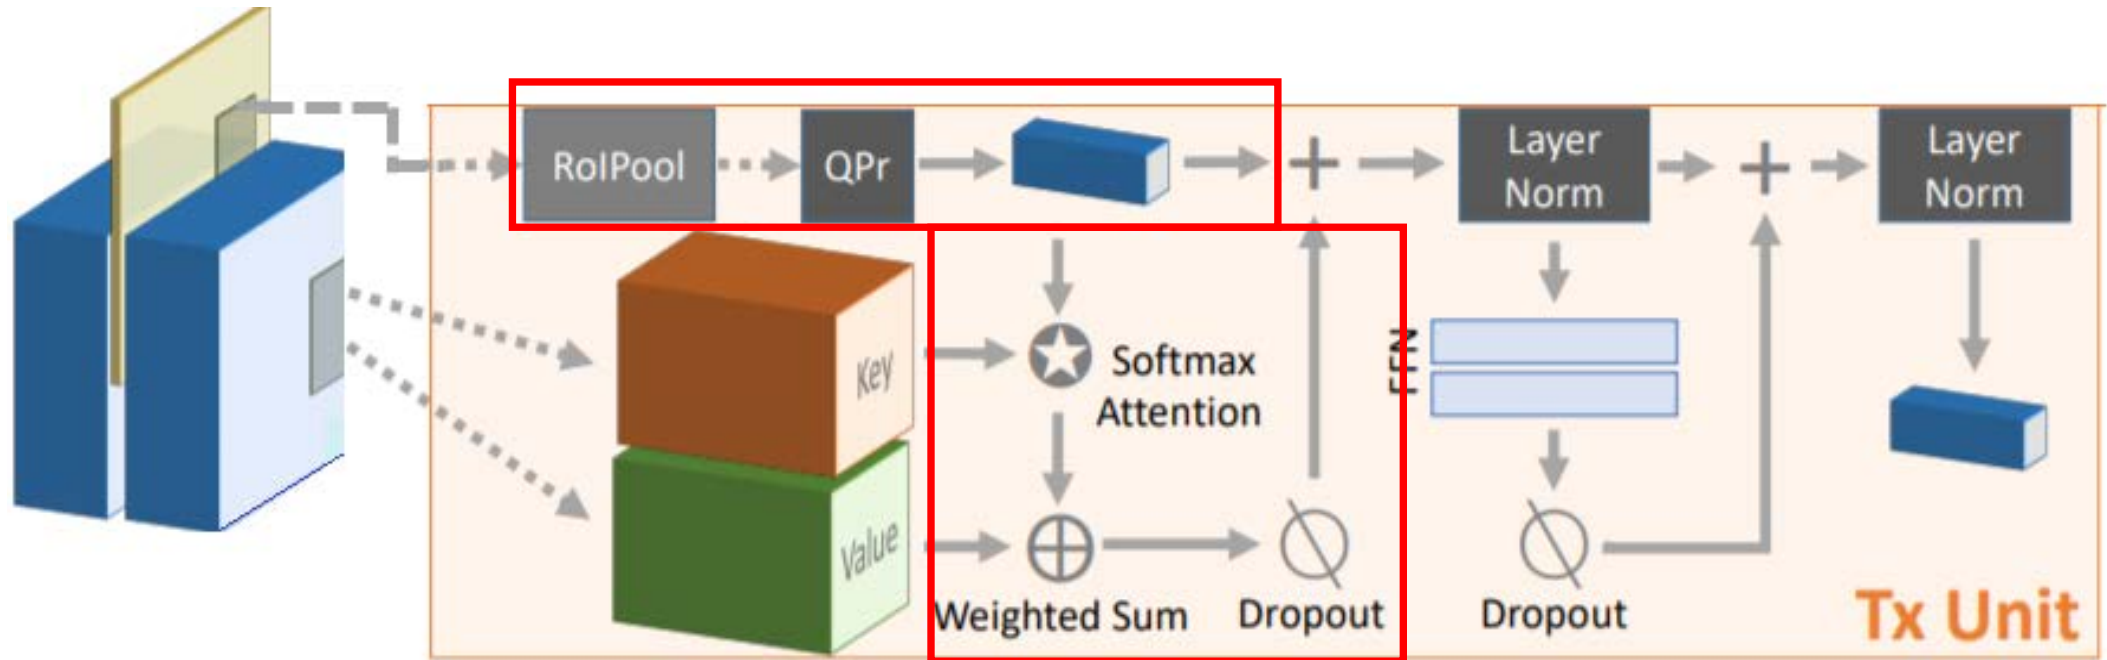 RoIPool
QPr
Layer
Norm
Layer
Norm
Key
Softmax
Attention
FFN
Value
Weighted Sum
Dropout
Dropout
Tx Unit